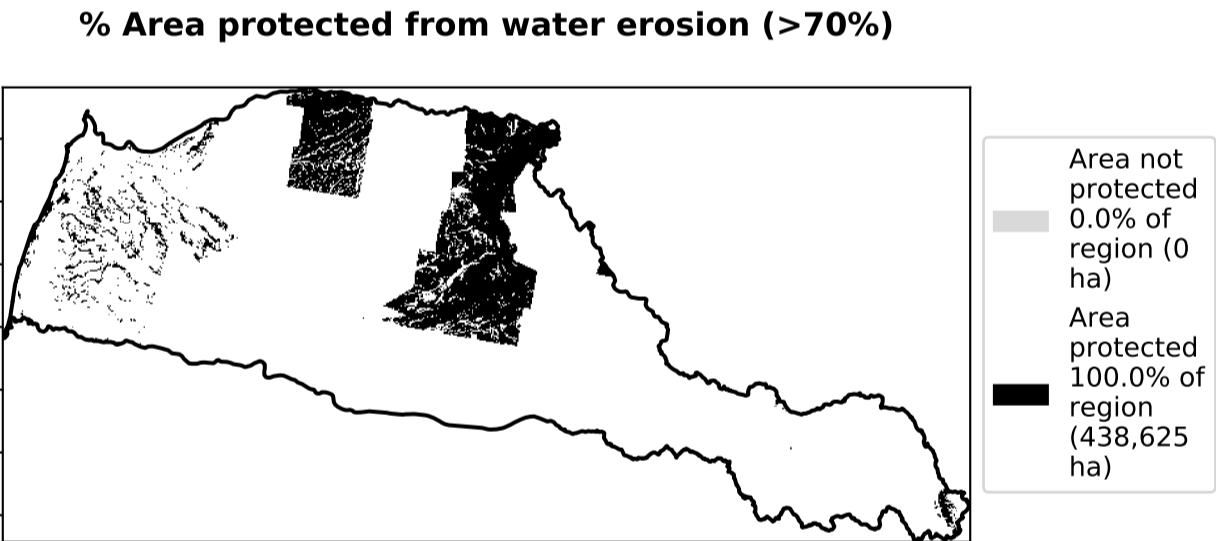 % Area protected from water erosion (>70%)
Area not
protected
0.0% of
region (0
ha)
Area
protected
100.0% of
region
(438,625
ha)